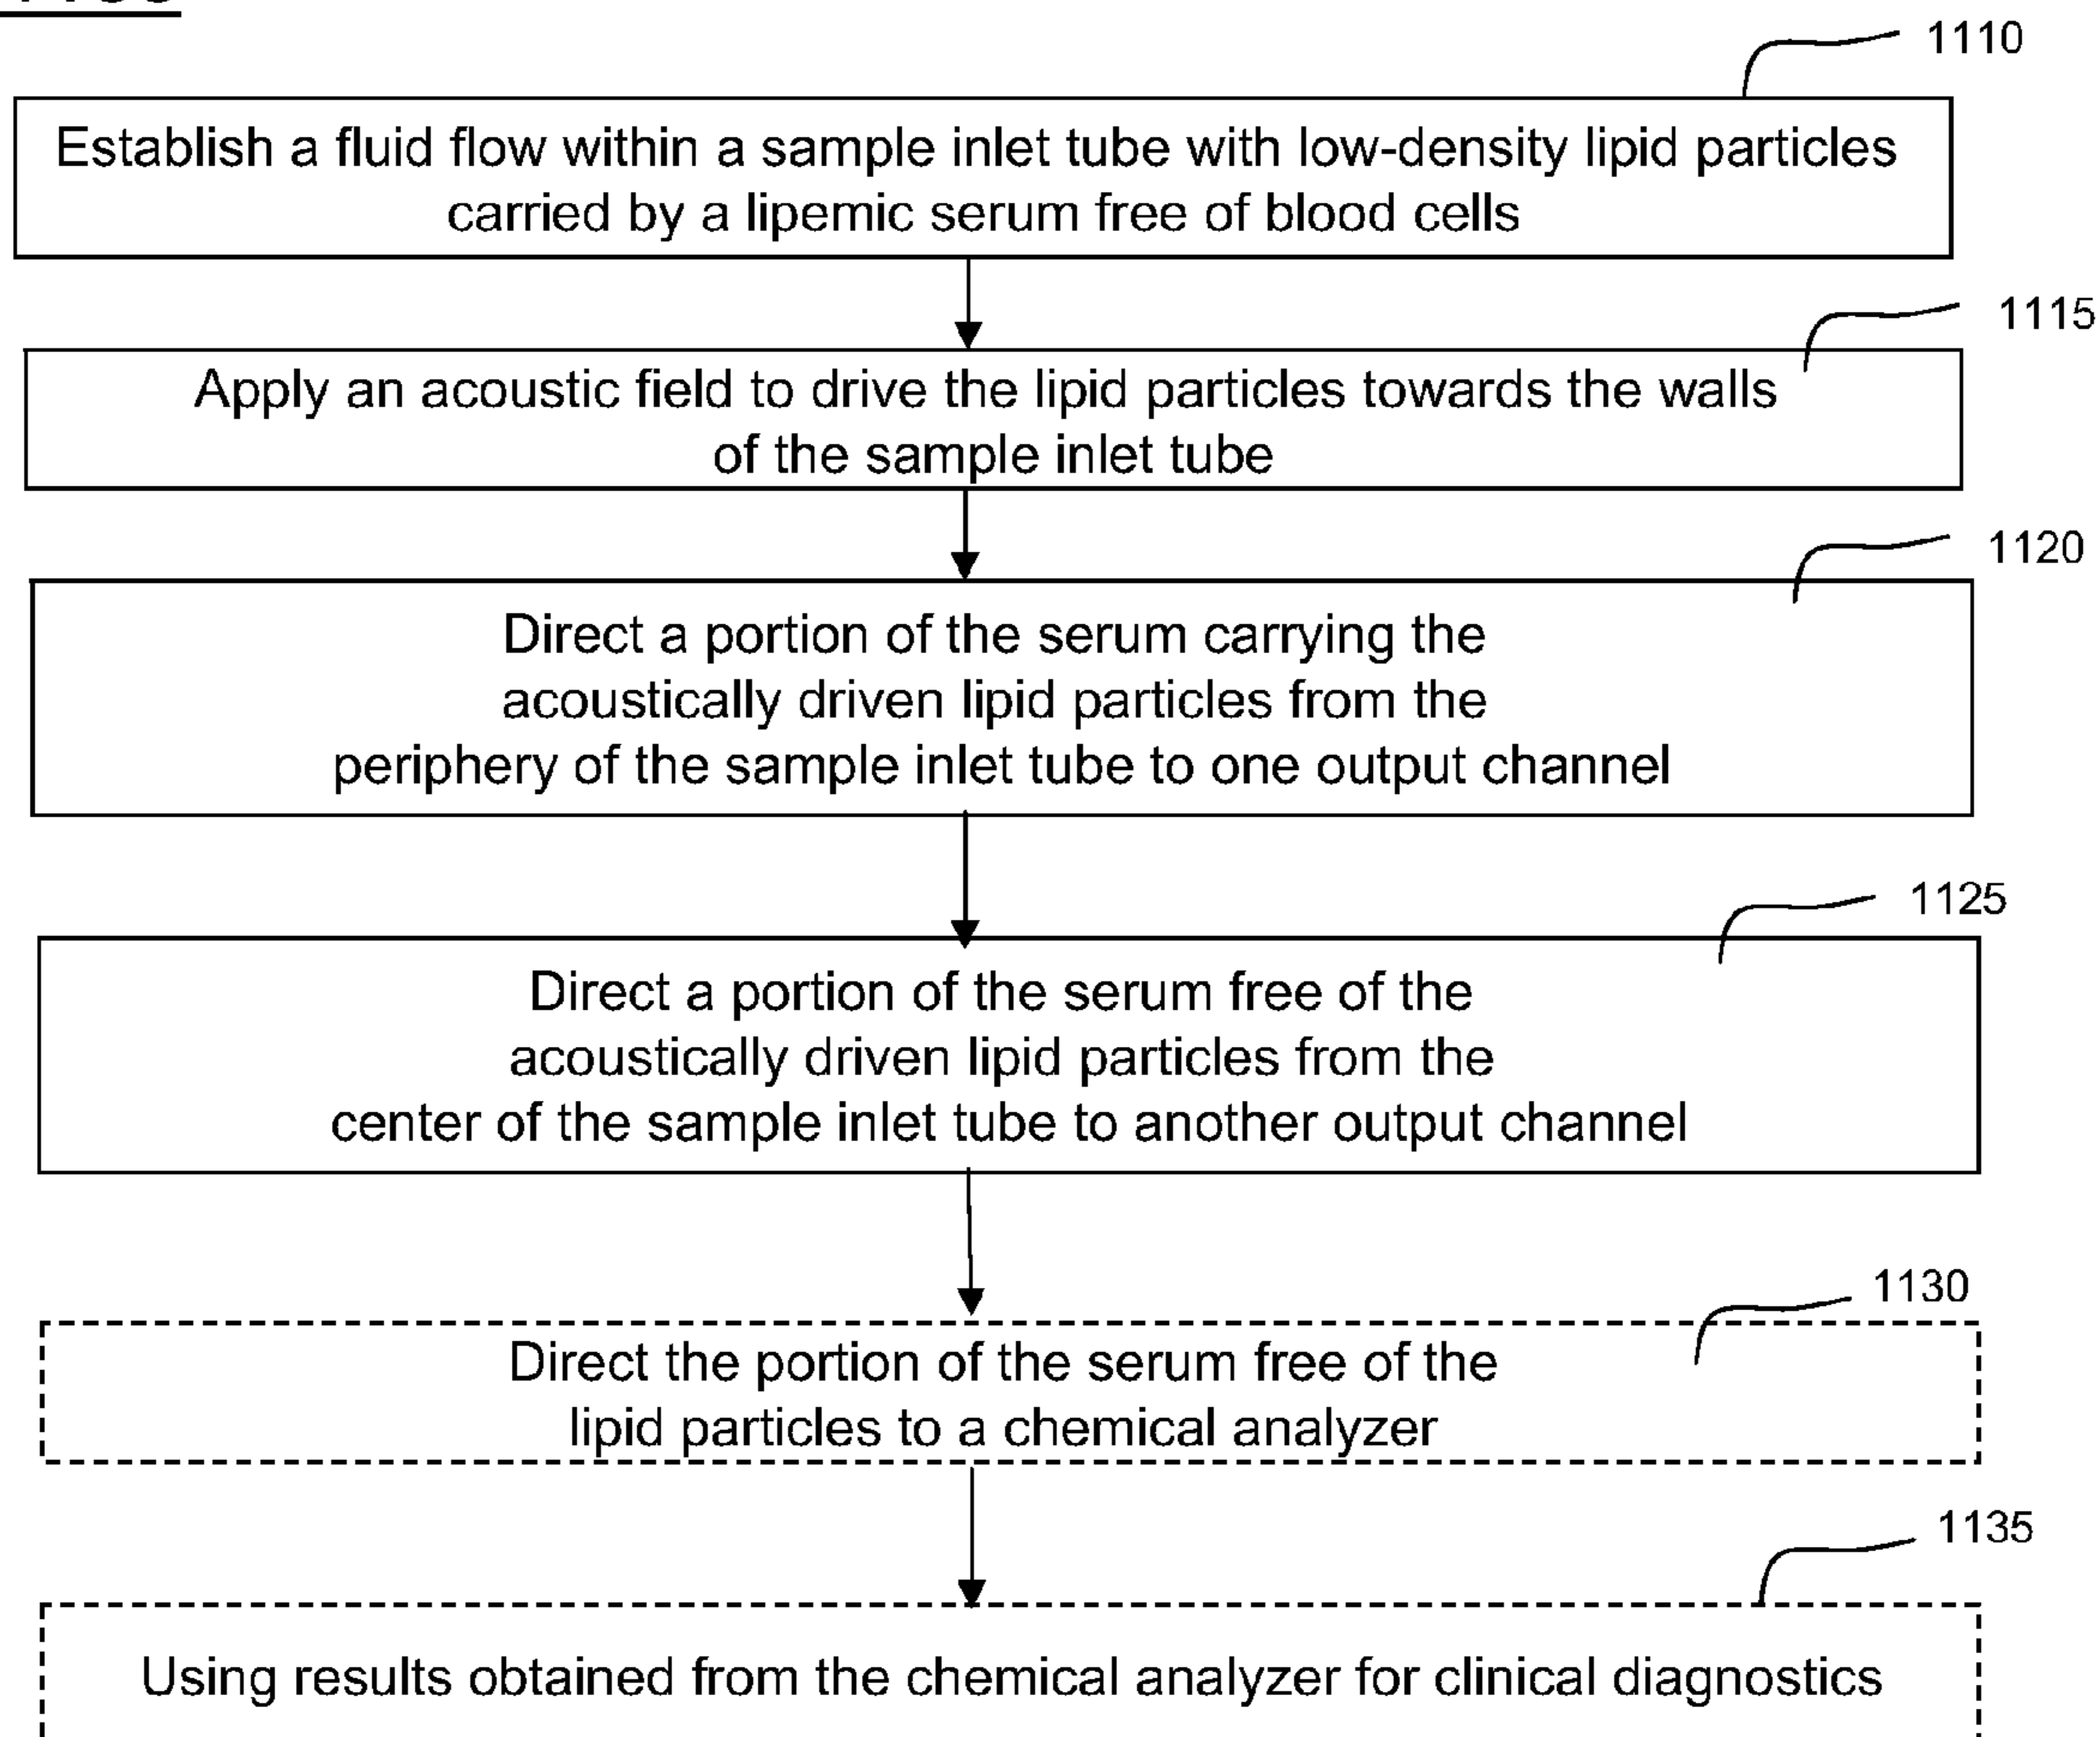 1110
Establish a fluid flow within a sample inlet tube with low-density lipid particles
carried by a lipemic serum free of blood cells
1115
Apply an acoustic field to drive the lipid particles towards the walls
of the sample inlet tube
1120
Direct a portion of the serum carrying the
acoustically driven lipid particles from the
periphery of the sample inlet tube to one output channel
1125
Direct a portion of the serum free of the
acoustically driven lipid particles from the
center of the sample inlet tube to another output channel
1130
Direct the portion of the serum free of the
lipid particles to a chemical analyzer
1135
Using results obtained from the chemical analyzer for clinical diagnostics